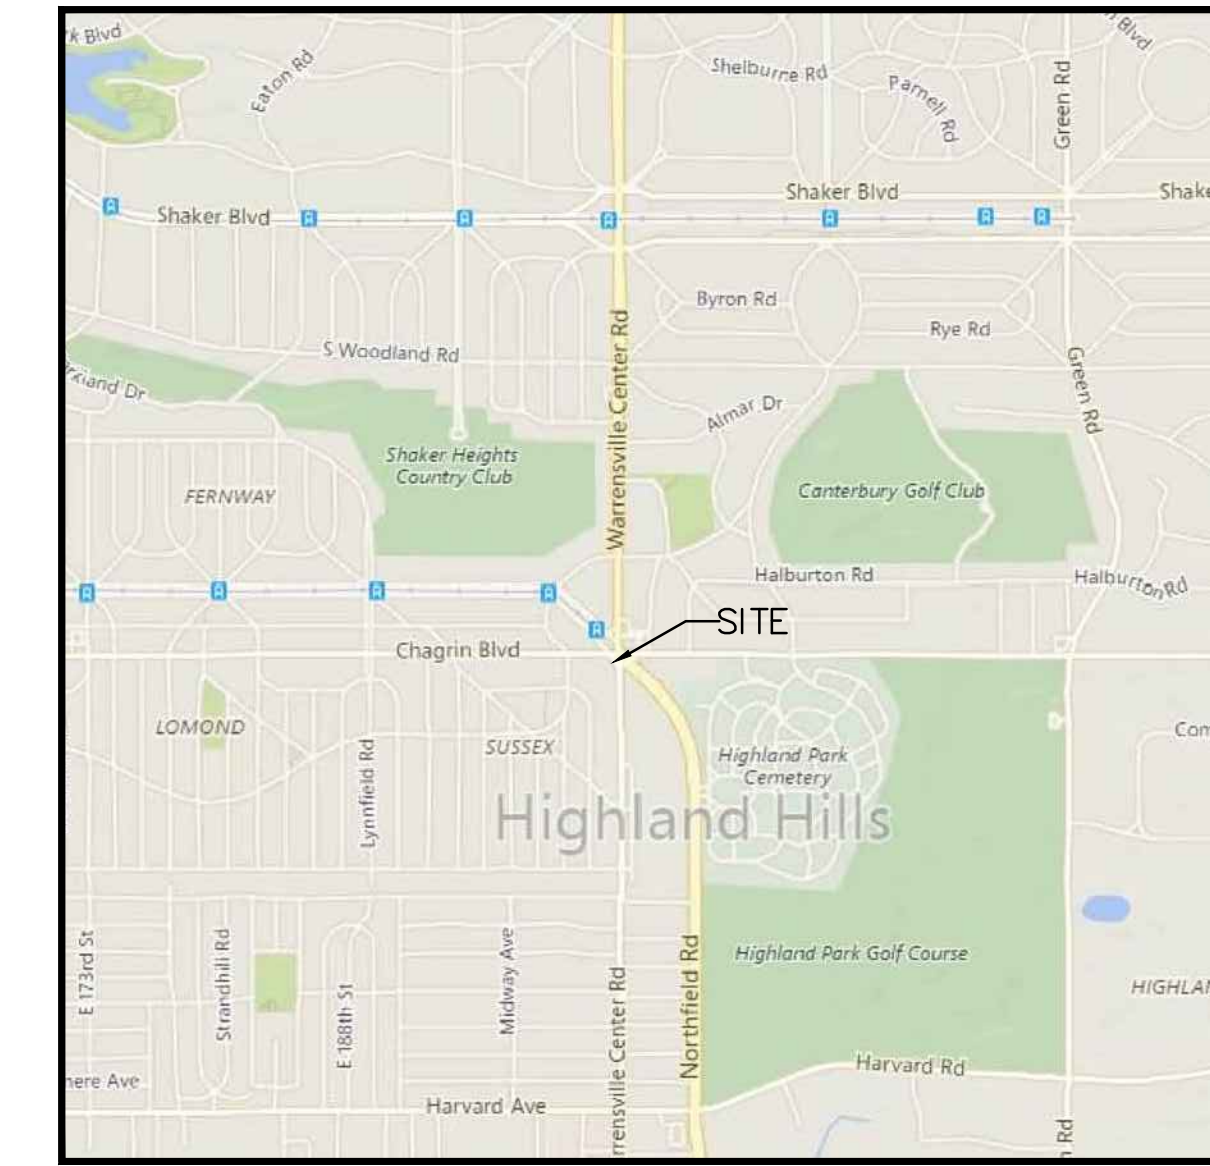 k Blvd
Eaton Rd
Shelburne Rd
Parnell Rd
Green Rd
Blvd
Shaker Blvd
Shaker Blvd
Shake
Byron Rd
Rye Rd
S Woodland Rd
Warrensville Center Rd
Green Rd
Dr
Almar Dr
Shaker Heights
Country Club
FERNWAY
Canterbury Golf Club
Halburton Rd
Halburton Rd
SITE
Chagrin Blvd
LOMOND
SUSSEX
Lynnfield Rd
Highland Park
Cemetery
Com
Highland Hills
E 173rd St
Strandhill Rd
E 188th St
Midway Ave
rrensville Center Rd
Northfield Rd
Highland Park Golf Course
HIGHLAN
Harvard Rd
nere Ave
Harvard Ave
Rd